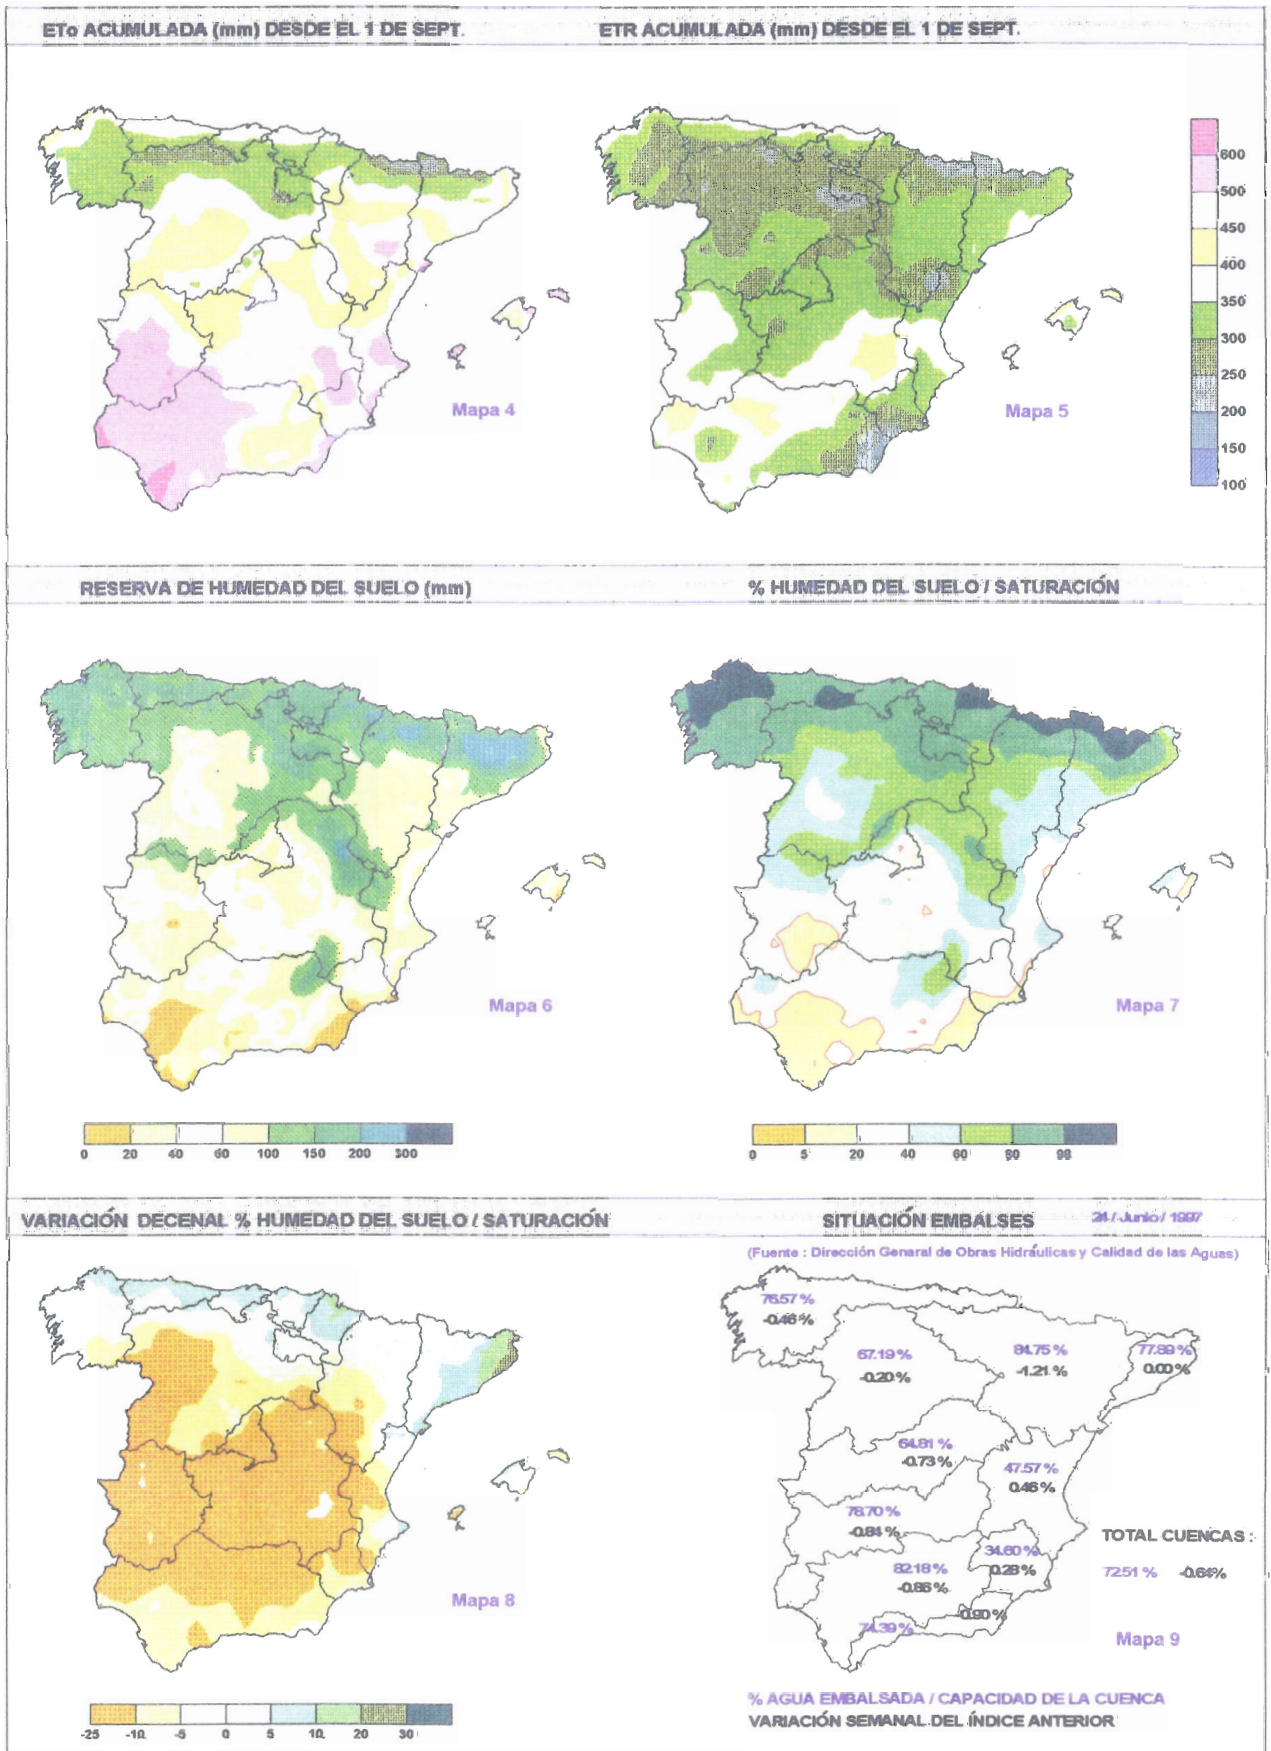 ETo ACUMULADA (mm) DESDE EL 1 DE SEPT.
ETR ACUMULADA (mm) DESDE EL 1 DE SEPT.
600
500
450
400
350
300
250
200
150
100
Mapa 4
Mapa 5
RESERVA DE HUMEDAD DEL SUELO (mm)
% HUMEDAD DEL SUELO / SATURACIÓN
Mapa 6
Mapa 7
0 20 40 60 100 150 200 300
0 5 20 40 60 80 98
VARIACIÓN DECENAL % HUMEDAD DEL SUELO / SATURACIÓN
SITUACIÓN EMBALSES
24 / Junio / 1997
(Fuente : Dirección Genaral de Obras Hidráulicas y Calidad de las Aguas)
76.57 %
-0.46 %
67.19 %
-0.20 %
84.75 %
-1.21 %
77.89 %
0.00 %
64.81 %
-0.73 %
47.57 %
0.46 %
78.70 %
-0.84 %
34.60 %
0.28 %
82.18 %
-0.86 %
74.39 %
-0.90 %
TOTAL CUENCAS :
72.51 % -0.64%
Mapa 8
Mapa 9
-25 -10 -5 0 5 10 20 30
% AGUA EMBALSADA / CAPACIDAD DE LA CUENCA
VARIACIÓN SEMANAL DEL ÍNDICE ANTERIOR